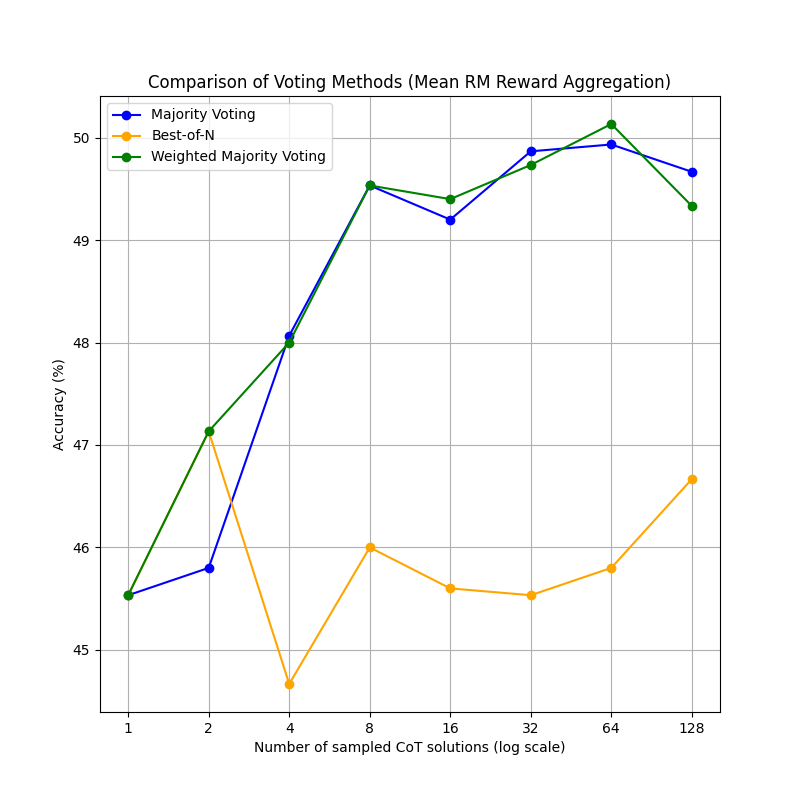 Comparison of Voting Methods (Mean RM Reward Aggregation)
Majority Voting
Best-of-N
Weighted Majority Voting
Accuracy (%)
50
49
48
47
46
45
1 2 4 8 16 32 64 128
Number of sampled CoT solutions (log scale)